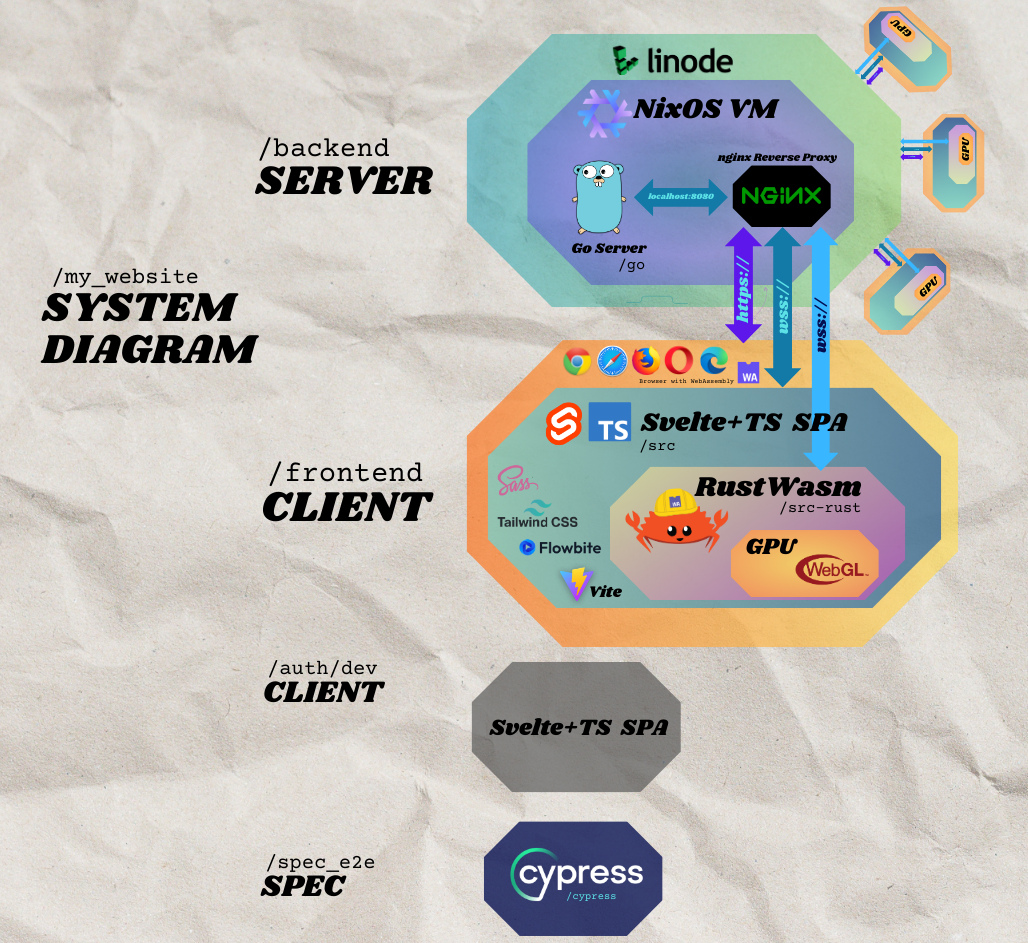 linode
NixOS VM
nginx Reverse Proxy
NGiNX
localhost:8080
Go Server
/go
/backend
SERVER
https://
wss://
wss://
GPU
GPU
GPU
/my_website
SYSTEM
DIAGRAM
Browser with WebAssembly
WA
TS
Svelte+TS SPA
/src
/frontend
CLIENT
Sass
Tailwind CSS
Flowbite
Vite
RustWasm
/src-rust
GPU
WebGL™
/auth/dev
CLIENT
Svelte+TS SPA
/spec_e2e
SPEC
cypress
/cypress